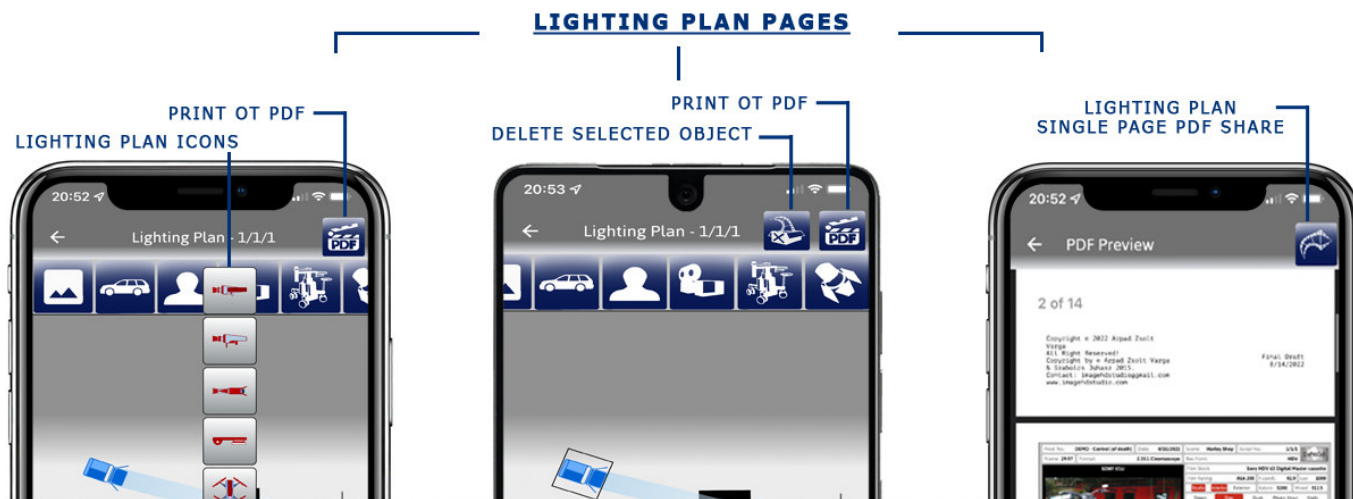 LIGHTING PLAN PAGES
PRINT OT PDF
LIGHTING PLAN ICONS
20:52
Lighting Plan - 1/1/1
PDF
PRINT OT PDF
DELETE SELECTED OBJECT
20:53
Lighting Plan - 1/1/1
PDF
LIGHTING PLAN
SINGLE PAGE PDF SHARE
20:52
PDF Preview
2 of 14
Copyright © 2022 Arpad Zsolt
Varga
All Right Reserved!
Copyright by © Arpad Zsolt Varga
& Szabolcs Juhasz 2015.
Contact: imagehdstudio@gmail.com
www.imagehdstudio.com
Final Draft
8/14/2022